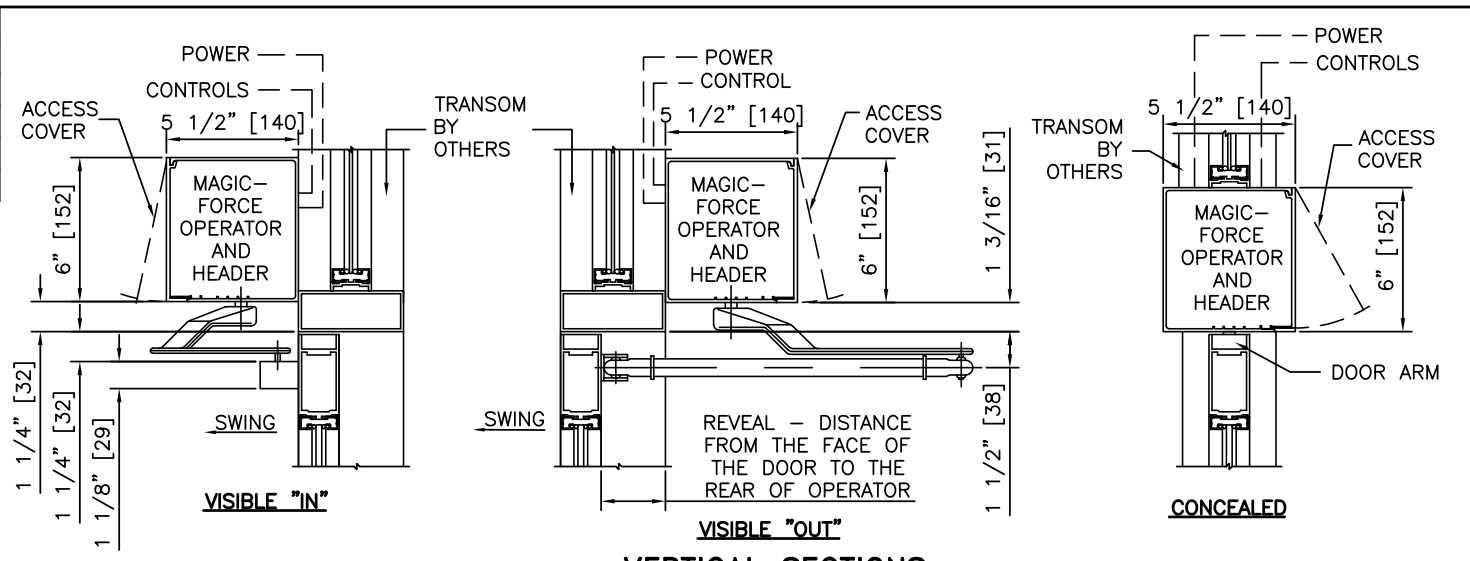 POWER
CONTROLS
ACCESS
COVER
5 1/2" [140]
TRANSOM
BY
OTHERS
MAGIC-
FORCE
OPERATOR
AND
HEADER
6" [152]
1 1/4" [32]
1 1/4" [32]
1 1/8" [29]
SWING
VISIBLE "IN"
POWER
CONTROL
5 1/2" [140]
ACCESS
COVER
MAGIC-
FORCE
OPERATOR
AND
HEADER
6" [152]
1 3/16" [31]
1 1/2" [38]
SWING
REVEAL – DISTANCE
FROM THE FACE OF
THE DOOR TO THE
REAR OF OPERATOR
VISIBLE "OUT"
POWER
CONTROLS
5 1/2" [140]
TRANSOM
BY
OTHERS
ACCESS
COVER
MAGIC-
FORCE
OPERATOR
AND
HEADER
6" [152]
DOOR ARM
CONCEALED
VERTICAL SECTIONS